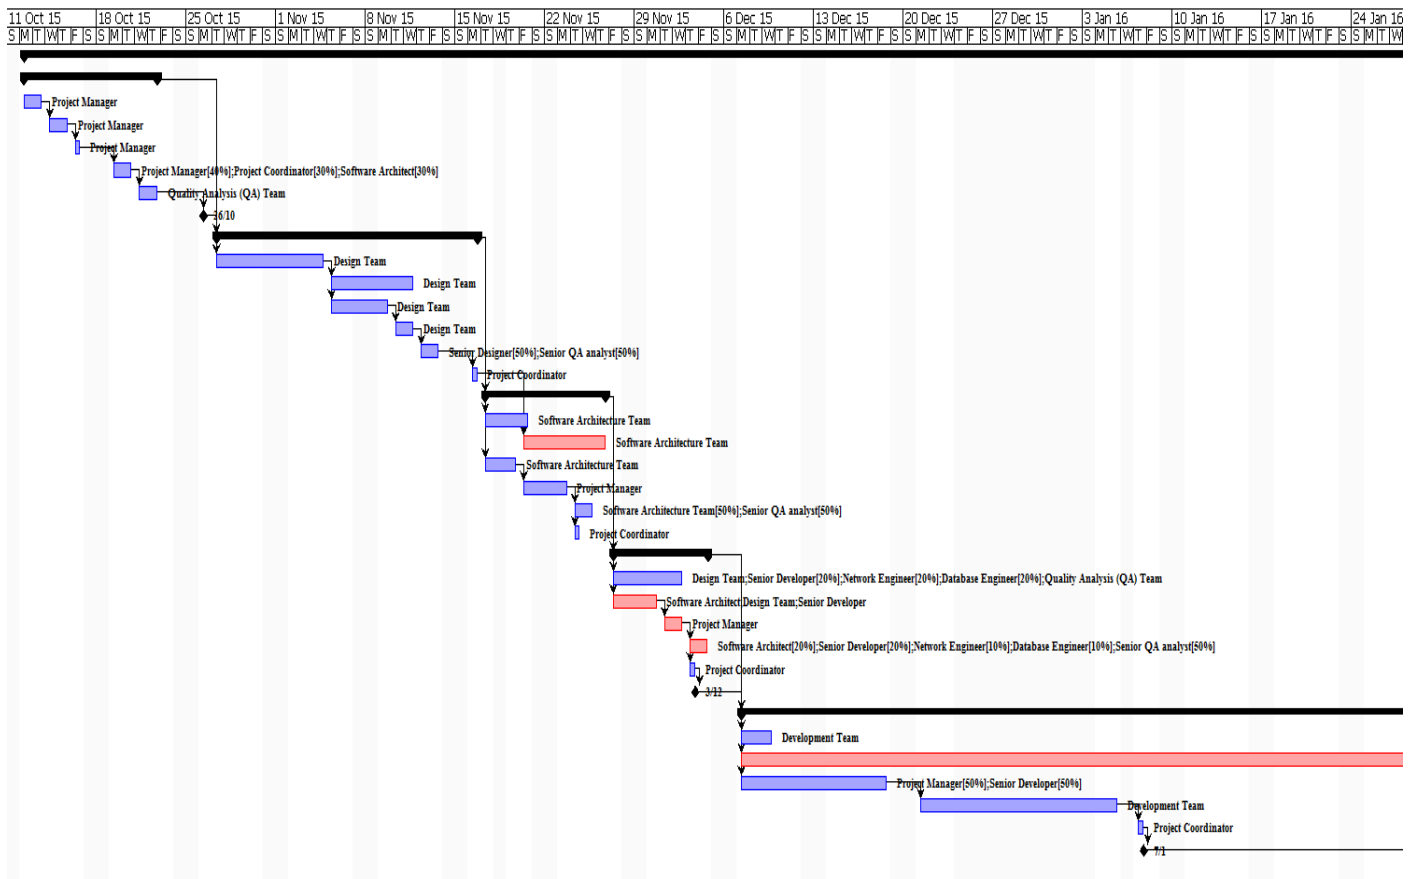 11 Oct 15 18 Oct 15 25 Oct 15 1 Nov 15 8 Nov 15 15 Nov 15 22 Nov 15 29 Nov 15 6 Dec 15 13 Dec 15 20 Dec 15 27 Dec 15 3 Jan 16 10 Jan 16 17 Jan 16 24 Jan 16
S M T W T F S S M T W T F S S M T W T F S S M T W T F S S M T W T F S S M T W T F S S M T W T F S S M T W T F S S M T W T F S S M T W T F S S M T W T F S S M T W T F S S M T W T F S S M T W T F S S M T W T F S S M T W
Project Manager
Project Manager
Project Manager
Project Manager[40%];Project Coordinator[30%];Software Architect[30%]
Quality Analysis (QA) Team
26/10
Design Team
Design Team
Design Team
Design Team
Senior Designer[50%];Senior QA analyst[50%]
Project Coordinator
Software Architecture Team
Software Architecture Team
Software Architecture Team
Project Manager
Software Architecture Team[50%];Senior QA analyst[50%]
Project Coordinator
Design Team;Senior Developer[20%];Network Engineer[20%];Database Engineer[20%];Quality Analysis (QA) Team
Software Architect;Design Team;Senior Developer
Project Manager
Software Architect[20%];Senior Developer[20%];Network Engineer[10%];Database Engineer[10%];Senior QA analyst[50%]
Project Coordinator
3/12
Development Team
Project Manager[50%];Senior Developer[50%]
Development Team
Project Coordinator
7/1